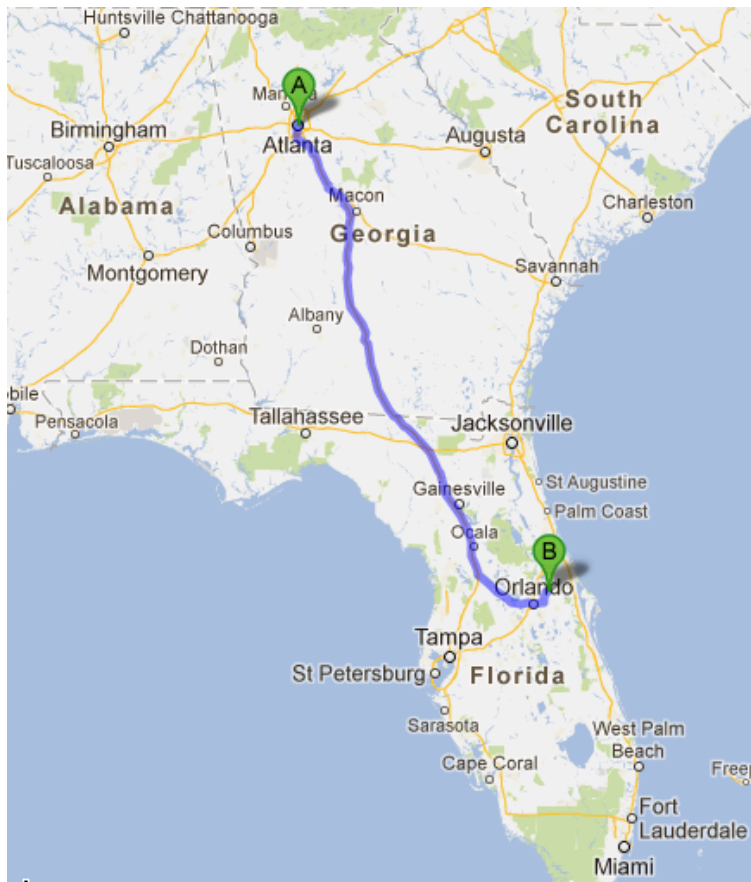 Huntsville Chattanooga
A
South
Carolina
Birmingham
Atlanta
Augusta
Tuscaloosa
Alabama
Macon
Charleston
Columbus
Georgia
Montgomery
Savannah
Albany
Dothan
obile
Pensacola
Tallahassee
Jacksonville
Gainesville
St Augustine
Palm Coast
Ocala
B
Orlando
Tampa
St Petersburg
Florida
Sarasota
West Palm
Beach
Cape Coral
Freep
Fort
Lauderdale
Miami